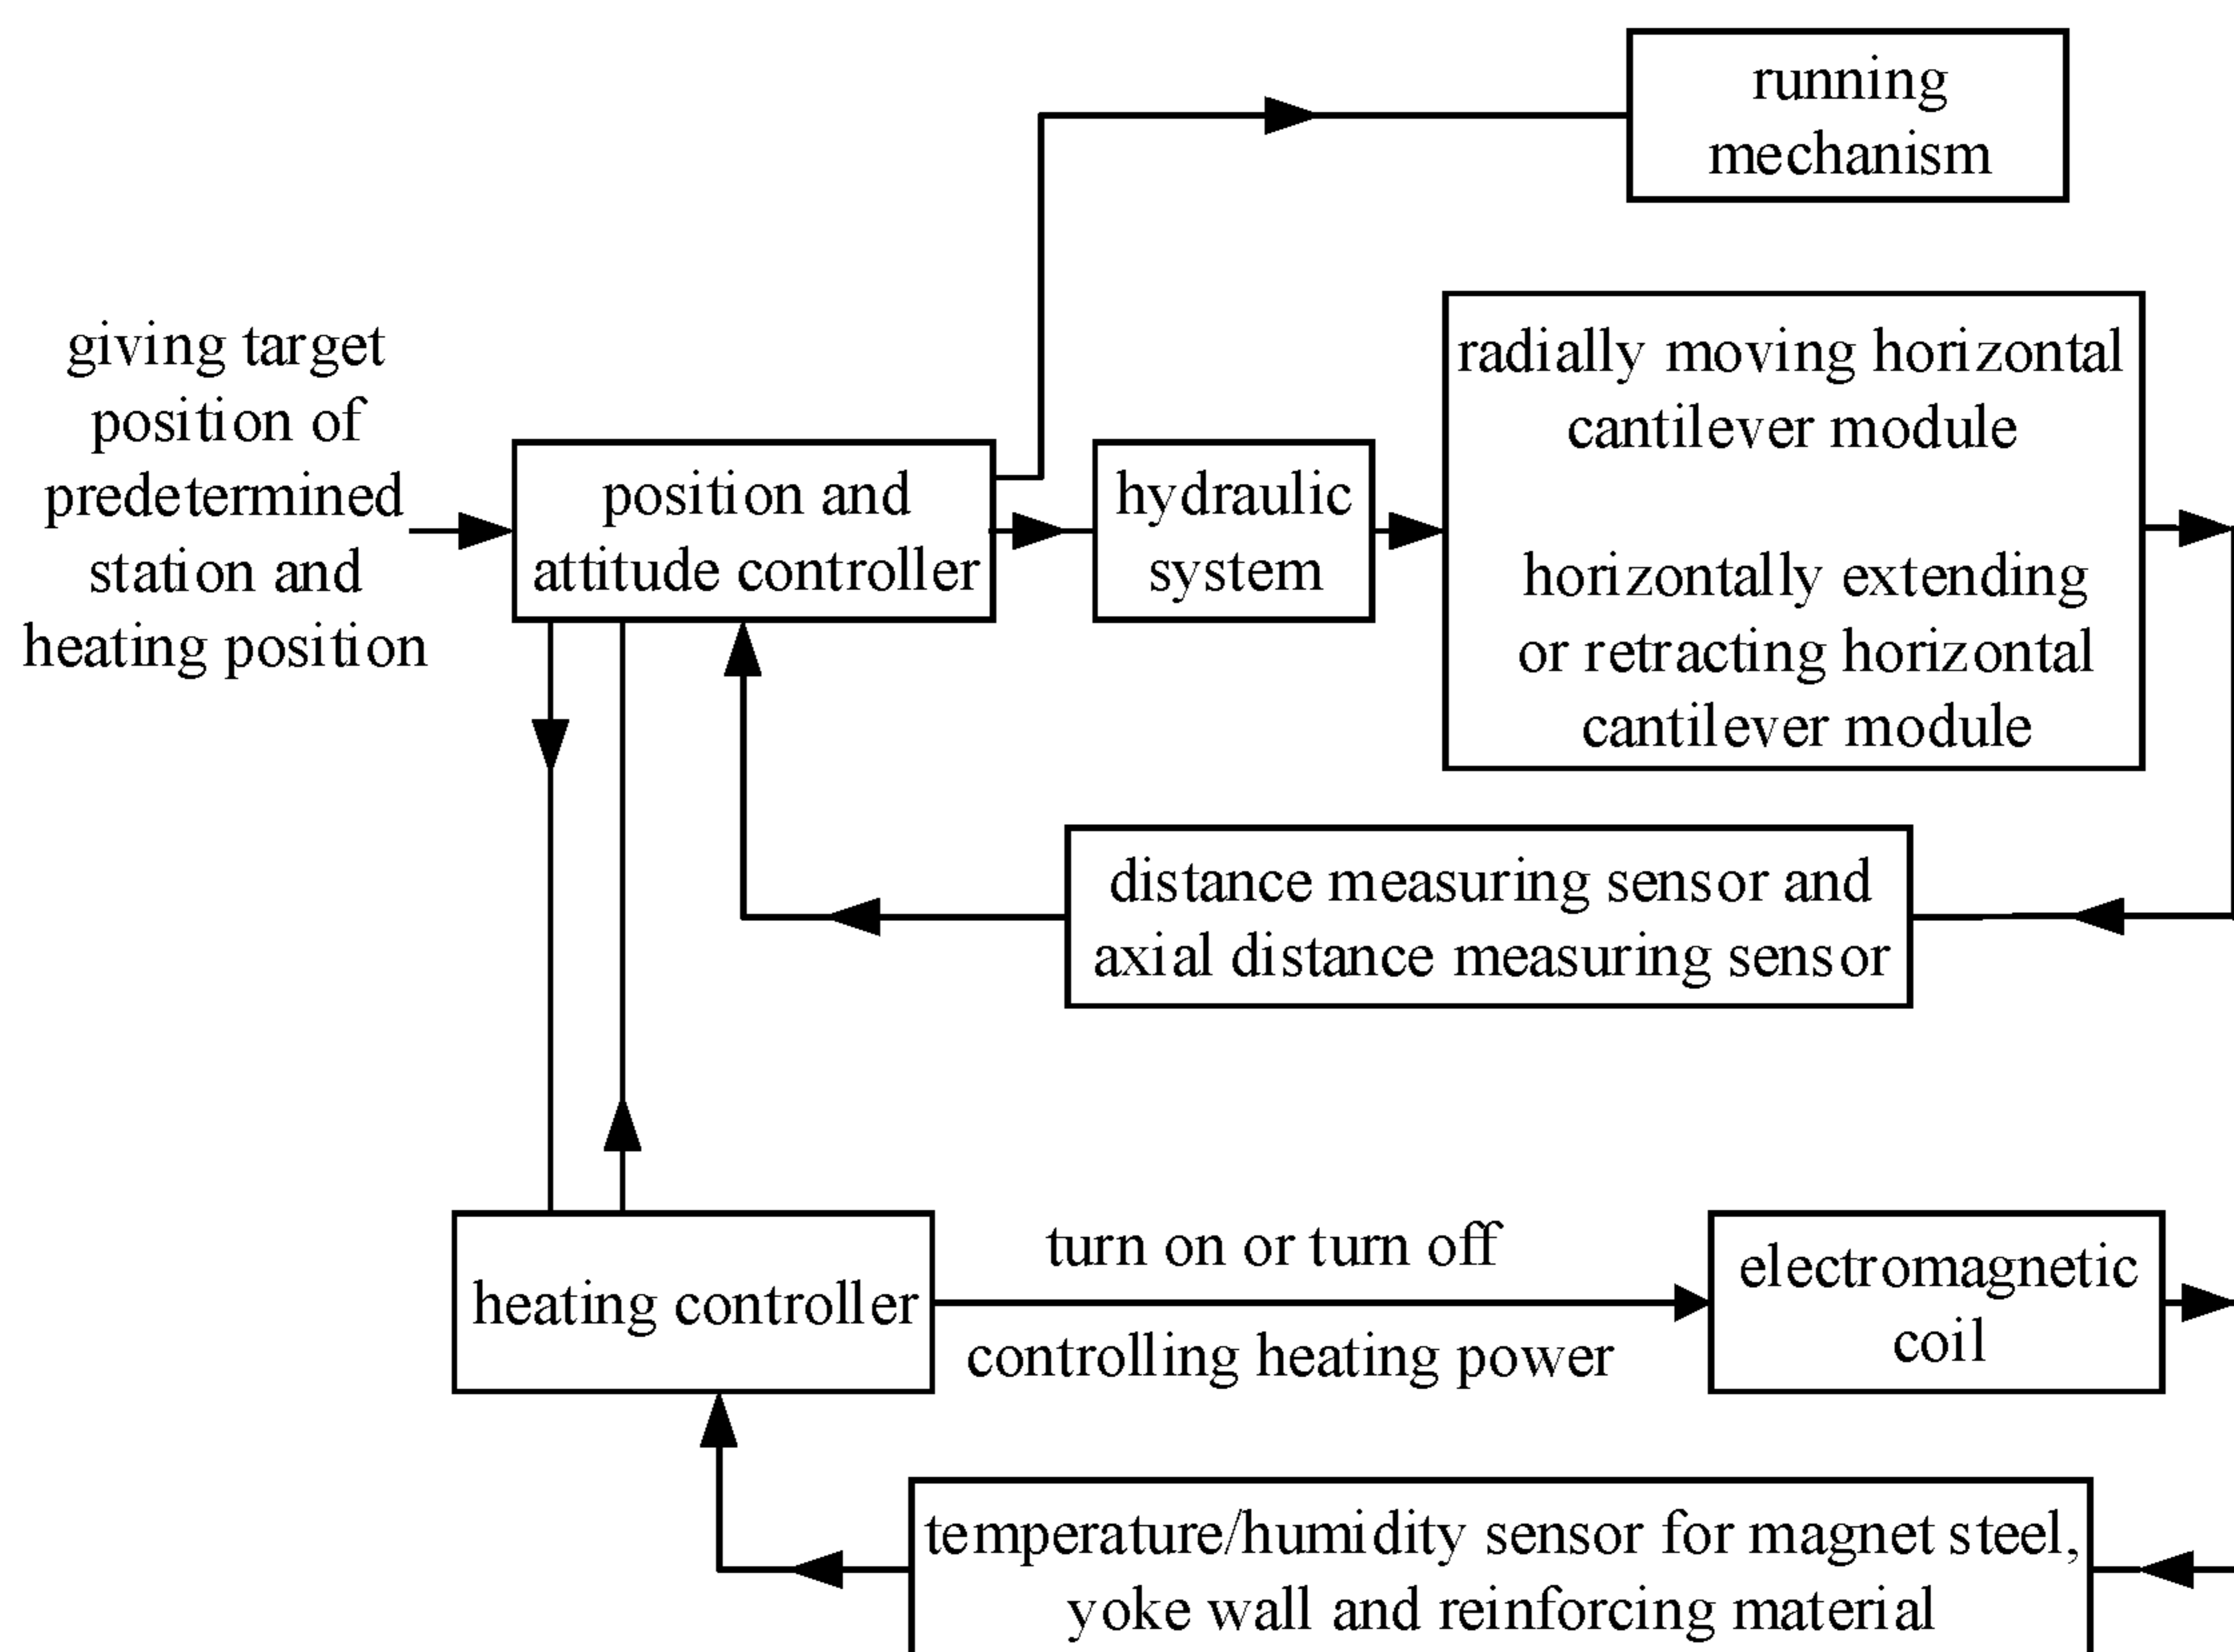 running
mechanism
giving target
position of
predetermined
station and
heating position
position and
attitude controller
hydraulic
system
radially moving horizontal
cantilever module
horizontally extending
or retracting horizontal
cantilever module
distance measuring sensor and
axial distance measuring sensor
heating controller
turn on or turn off
controlling heating power
electromagnetic
coil
temperature/humidity sensor for magnet steel,
yoke wall and reinforcing material